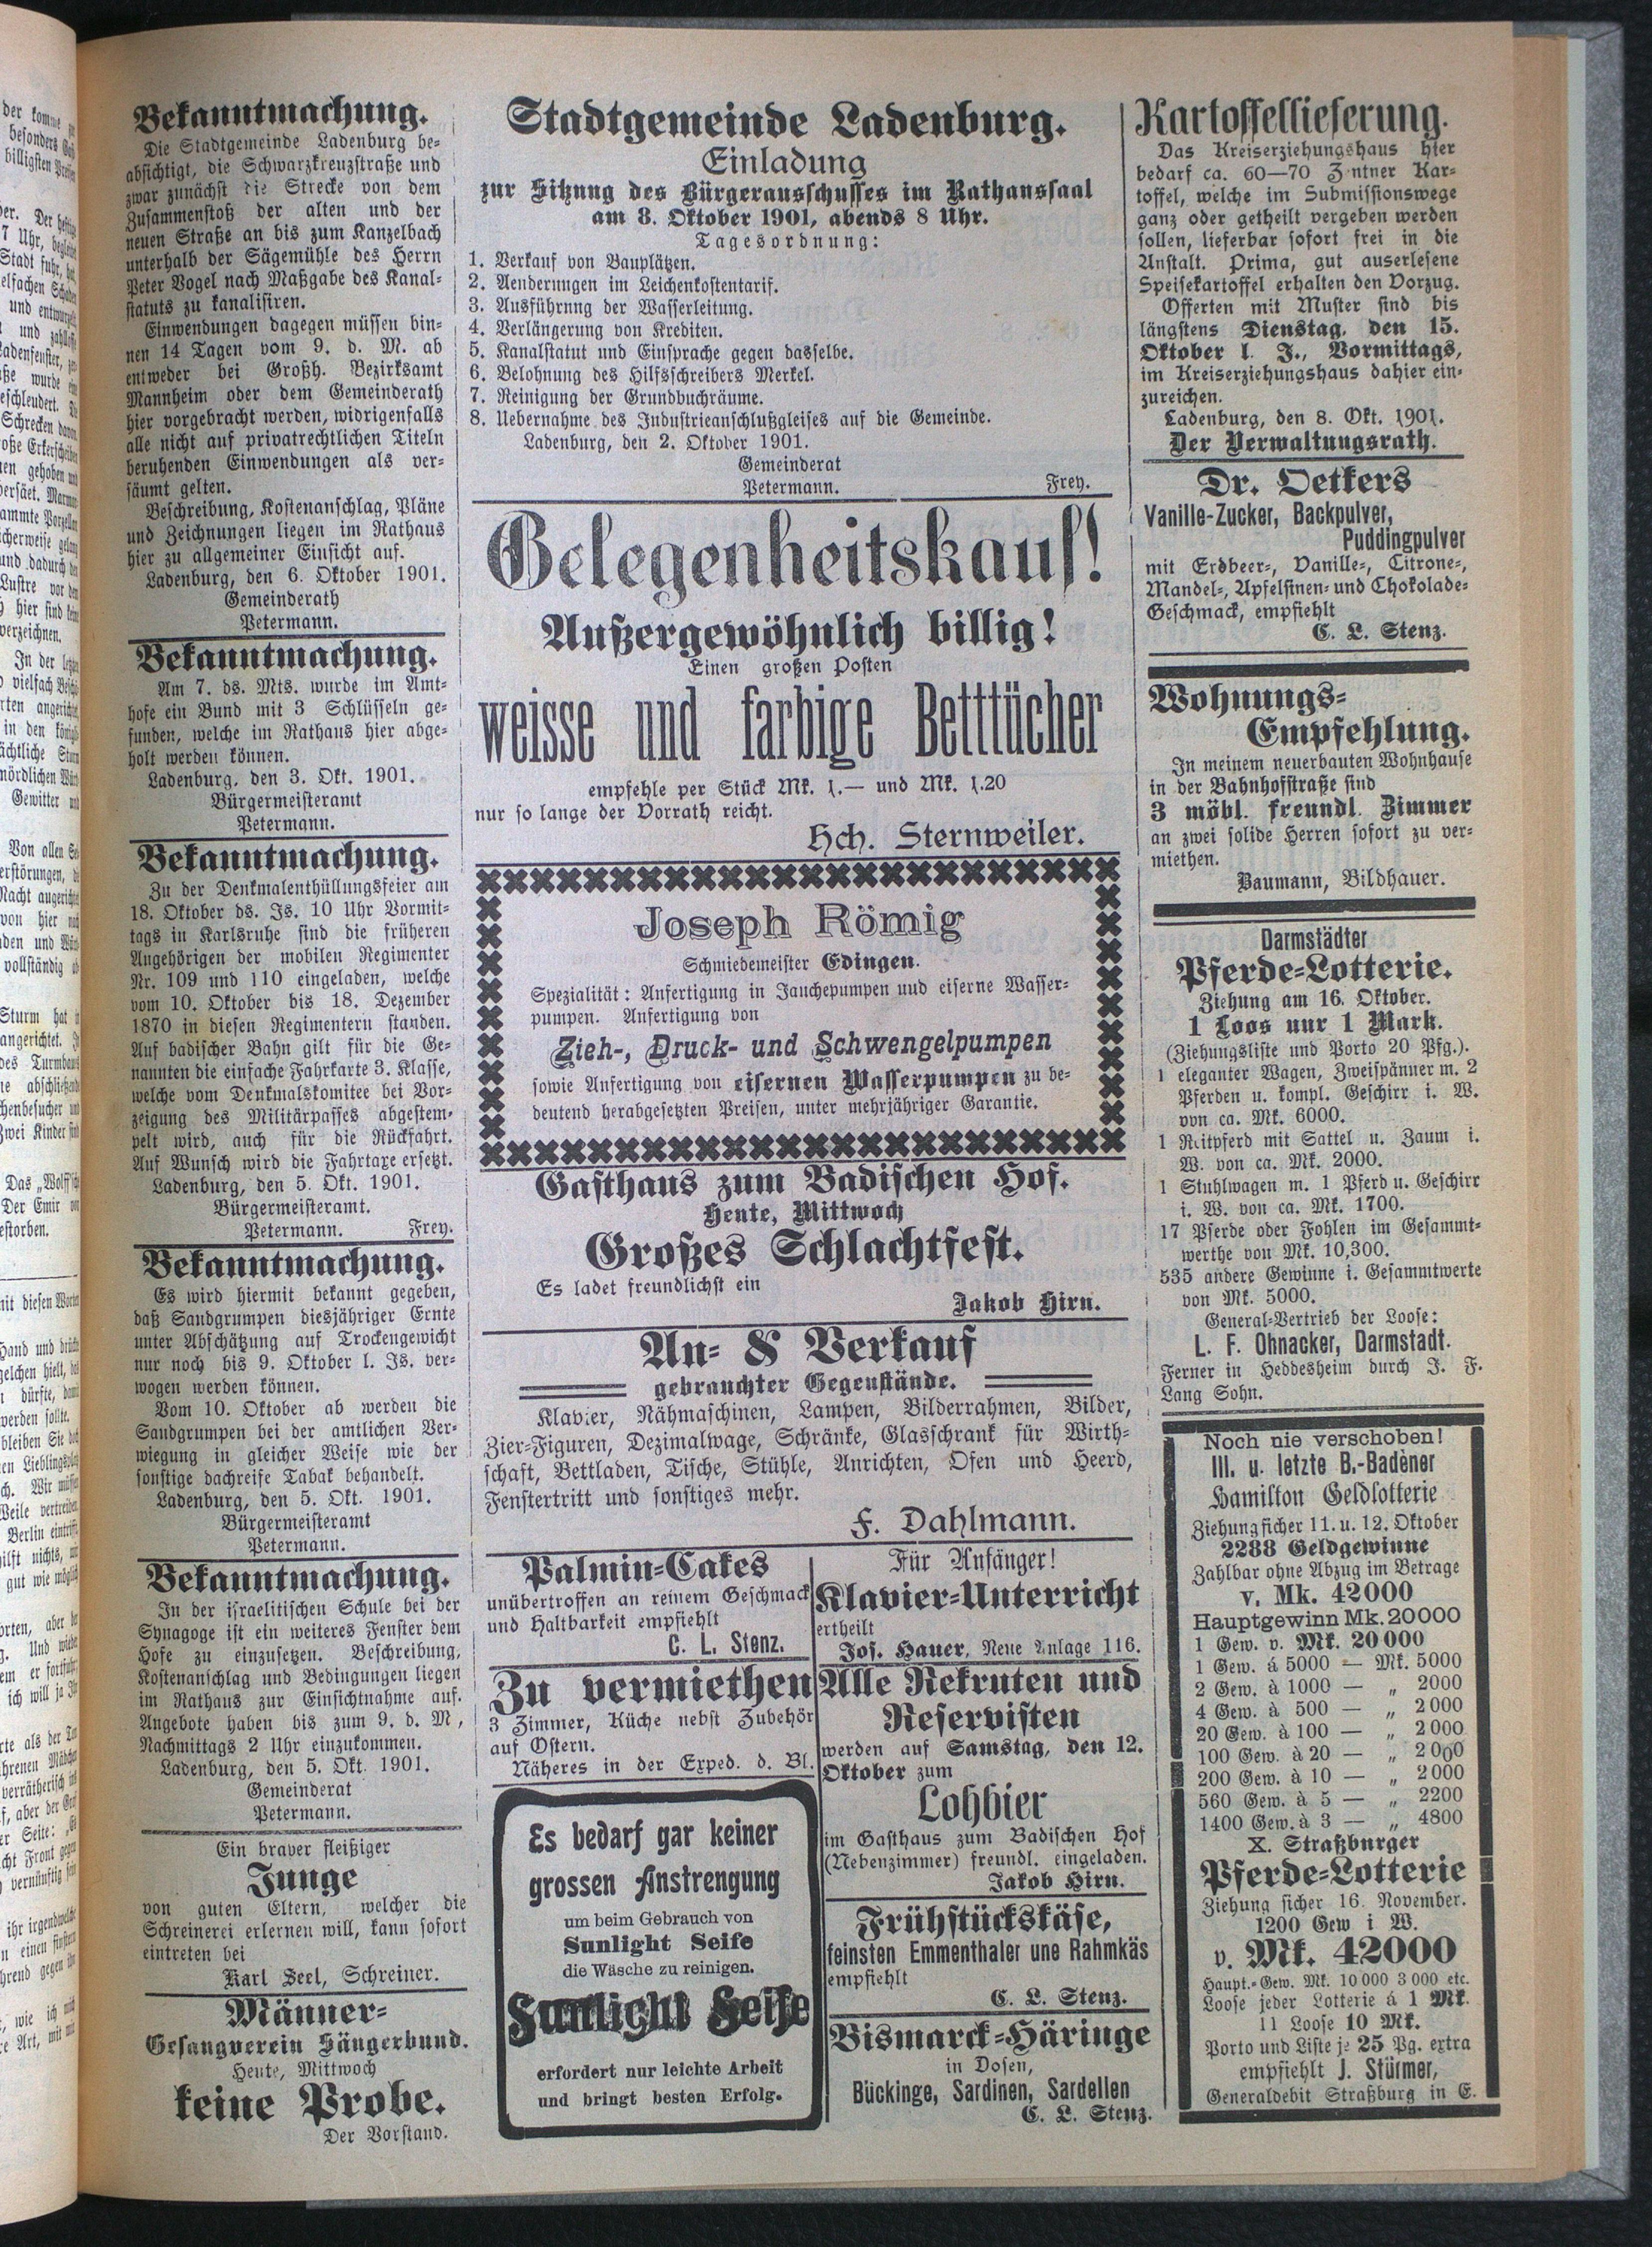 Bekanntmachung.
Die Stadtgemeinde Ladenburg be-
absichtigt, die Schwarzkreuzstraße und
zwar zunächst die Strecke von dem
Zusammenstoß der alten und der
neuen Straße an bis zum Kanzelbach
unterhalb der Sägemühle des Herrn
Peter Vogel nach Maßgabe des Kanal-
statuts zu kanalisiren.
Einwendungen dagegen müssen bin-
nen 14 Tagen vom 9. d. M. ab
entweder bei Großh. Bezirksamt
Mannheim oder dem Gemeinderath
hier vorgebracht werden, widrigenfalls
alle nicht auf privatrechtlichen Titeln
beruhenden Einwendungen als ver-
säumt gelten.
Beschreibung, Kostenanschlag, Pläne
und Zeichnungen liegen im Rathaus
hier zu allgemeiner Einsicht auf.
Ladenburg, den 6. Oktober 1901.
Gemeinderath
Petermann.
Bekanntmachung.
Am 7. ds. Mts. wurde im Amt-
hofe ein Bund mit 3 Schlüsseln ge-
funden, welche im Rathaus hier abge-
holt werden können.
Ladenburg, den 3. Okt. 1901.
Bürgermeisteramt
Petermann.
Bekanntmachung.
Zu der Denkmalenthüllungsfeier am
18. Oktober ds. Js. 10 Uhr Vormit-
tags in Karlsruhe sind die früheren
Angehörigen der mobilen Regimenter
Nr. 109 und 110 eingeladen, welche
vom 10. Oktober bis 18. Dezember
1870 in diesen Regimentern standen.
Auf badischer Bahn gilt für die Ge-
nannten die einfache Fahrkarte 3. Klasse,
welche vom Denkmalskomitee bei Vor-
zeigung des Militärpasses abgestem-
pelt wird, auch für die Rückfahrt.
Auf Wunsch wird die Fahrtaxe ersetzt.
Ladenburg, den 5. Okt. 1901.
Bürgermeisteramt.
Petermann. Frey.
Bekanntmachung.
Es wird hiermit bekannt gegeben,
daß Sandgrumpen diesjähriger Ernte
unter Abschätzung auf Trockengewicht
nur noch bis 9. Oktober l. Js. ver-
wogen werden können.
Vom 10. Oktober ab werden die
Sandgrumpen bei der amtlichen Ver-
wiegung in gleicher Weise wie der
sonstige dachreife Tabak behandelt.
Ladenburg, den 5. Okt. 1901.
Bürgermeisteramt
Petermann.
Bekanntmachung.
In der israelitischen Schule bei der
Synagoge ist ein weiteres Fenster dem
Hofe zu einzusetzen. Beschreibung,
Kostenanschlag und Bedingungen liegen
im Rathaus zur Einsichtnahme auf.
Angebote haben bis zum 9. d. M,
Nachmittags 2 Uhr einzukommen.
Ladenburg, den 5. Okt. 1901.
Gemeinderat
Petermann.
Ein braver fleißiger
Junge
von guten Eltern, welcher die
Schreinerei erlernen will, kann sofort
eintreten bei
Karl Seel, Schreiner.
Männer-
Gesangverein Sängerbund.
Heute, Mittwoch
keine Probe.
Der Vorstand.
Stadtgemeinde Ladenburg.
Einladung
zur Sitzung des Bürgerausschusses im Rathaussaal
am 8. Oktober 1901, abends 8 Uhr.
Tagesordnung:
1. Verkauf von Bauplätzen.
2. Aenderungen im Leichenkostentarif.
3. Ausführung der Wasserleitung.
4. Verlängerung von Krediten.
5. Kanalstatut und Einsprache gegen dasselbe.
6. Belohnung des Hilfsschreibers Merkel.
7. Reinigung der Grundbuchräume.
8. Uebernahme des Industrieanschlußgleises auf die Gemeinde.
Ladenburg, den 2. Oktober 1901.
Gemeinderat
Petermann. Frey.
Gelegenheitskauf!
Außergewöhnlich billig!
Einen großen Posten
weisse und farbige Betttücher
empfehle per Stück Mk. 1.— und Mk. 1.20
nur so lange der Vorrath reicht.
Hch. Sternweiler.
Joseph Römig
Schmiedemeister Edingen.
Spezialität: Anfertigung in Jauchepumpen und eiserne Wasser-
pumpen. Anfertigung von
Zieh-, Druck- und Schwengelpumpen
sowie Anfertigung von eisernen Wasserpumpen zu be-
deutend herabgesetzten Preisen, unter mehrjähriger Garantie.
Gasthaus zum Badischen Hof.
Heute, Mittwoch
Großes Schlachtfest.
Es ladet freundlichst ein
Jakob Hirn.
An- & Verkauf
gebrauchter Gegenstände.
Klavier, Nähmaschinen, Lampen, Bilderrahmen, Bilder,
Zier-Figuren, Dezimalwage, Schränke, Glasschrank für Wirth-
schaft, Bettladen, Tische, Stühle, Anrichten, Ofen und Heerd,
Fenstertritt und sonstiges mehr.
F. Dahlmann.
Palmin-Cakes
unübertroffen an reinem Geschmack
und Haltbarkeit empfiehlt
C. L. Stenz.
Zu vermiethen
3 Zimmer, Küche nebst Zubehör
auf Ostern.
Näheres in der Exped. d. Bl.
Es bedarf gar keiner
grossen Anstrengung
um beim Gebrauch von
Sunlight Seife
die Wäsche zu reinigen.
Sunlight Seife
erfordert nur leichte Arbeit
und bringt besten Erfolg.
Für Anfänger!
Klavier-Unterricht
ertheilt
Jos. Hauer, Neue Anlage 116.
Alle Rekruten und
Reservisten
werden auf Samstag, den 12.
Oktober zum
Lohbier
im Gasthaus zum Badischen Hof
(Nebenzimmer) freundl. eingeladen.
Jakob Hirn.
Frühstückskäse,
feinsten Emmenthaler une Rahmkäs
empfiehlt
C. L. Stenz.
Bismarck-Häringe
in Dosen,
Bückinge, Sardinen, Sardellen
C. L. Stenz.
Kartoffellieferung.
Das Kreiserziehungshaus hier
bedarf ca. 60—70 Zentner Kar-
toffel, welche im Submissionswege
ganz oder getheilt vergeben werden
sollen, lieferbar sofort frei in die
Anstalt. Prima, gut auserlesene
Speisekartoffel erhalten den Vorzug.
Offerten mit Muster sind bis
längstens Dienstag, den 15.
Oktober l. J., Vormittags,
im Kreiserziehungshaus dahier ein-
zureichen.
Ladenburg, den 8. Okt. 1901.
Der Verwaltungsrath.
Dr. Oetkers
Vanille-Zucker, Backpulver,
Puddingpulver
mit Erdbeer-, Vanille-, Citrone-,
Mandel-, Apfelsinen- und Chokolade-
Geschmack, empfiehlt
C. L. Stenz.
Wohnungs-
Empfehlung.
In meinem neuerbauten Wohnhause
in der Bahnhofstraße sind
3 möbl. freundl. Zimmer
an zwei solide Herren sofort zu ver-
miethen.
Baumann, Bildhauer.
Darmstädter
Pferde-Lotterie.
Ziehung am 16. Oktober.
1 Loos nur 1 Mark.
(Ziehungsliste und Porto 20 Pfg.).
1 eleganter Wagen, Zweispänner m. 2
Pferden u. kompl. Geschirr i. W.
von ca. Mk. 6000.
1 Reitpferd mit Sattel u. Zaum i.
W. von ca. Mk. 2000.
1 Stuhlwagen m. 1 Pferd u. Geschirr
i. W. von ca. Mk. 1700.
17 Pferde oder Fohlen im Gesammt-
werthe von Mk. 10,300.
535 andere Gewinne i. Gesammtwerte
von Mk. 5000.
General-Vertrieb der Loose:
L. F. Ohnacker, Darmstadt.
Ferner in Heddesheim durch J. F.
Lang Sohn.
Noch nie verschoben!
III. u. letzte B.-Badèner
Hamilton Geldlotterie
Ziehung sicher 11. u. 12. Oktober
2288 Geldgewinne
Zahlbar ohne Abzug im Betrage
v. Mk. 42000
Hauptgewinn Mk. 20000
1 Gew. v. Mk. 20000
1 Gew. á 5000 — Mk. 5000
2 Gew. à 1000 — „ 2000
4 Gew. à 500 — „ 2000
20 Gew. à 100 — „ 2000
100 Gew. à 20 — „ 2000
200 Gew. à 10 — „ 2000
560 Gew. à 5 — „ 2200
1400 Gew. à 3 — „ 4800
X. Straßburger
Pferde-Lotterie
Ziehung sicher 16. November.
1200 Gew i W.
v. Mk. 42000
Haupt.-Gew. Mk. 10000 3000 etc.
Loose jeder Lotterie á 1 Mk.
11 Loose 10 Mk.
Porto und Liste je 25 Pg. extra
empfiehlt J. Stürmer,
Generaldebit Straßburg in E.